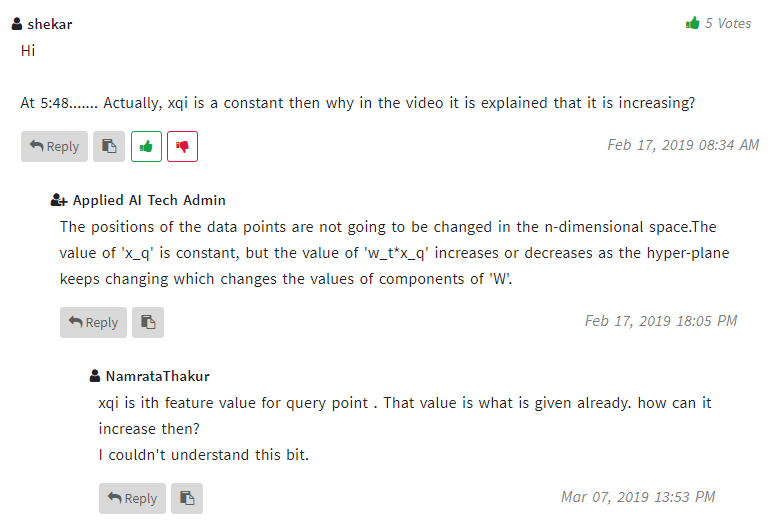 shekar
5 Votes
Hi
At 5:48....... Actually, xqi is a constant then why in the video it is explained that it is increasing?
Reply
Feb 17, 2019 08:34 AM
Applied AI Tech Admin
The positions of the data points are not going to be changed in the n-dimensional space.The
value of 'x_q' is constant, but the value of 'w_t*x_q' increases or decreases as the hyper-plane
keeps changing which changes the values of components of 'W'.
Reply
Feb 17, 2019 18:05 PM
NamrataThakur
xqi is ith feature value for query point . That value is what is given already. how can it
increase then?
I couldn't understand this bit.
Reply
Mar 07, 2019 13:53 PM